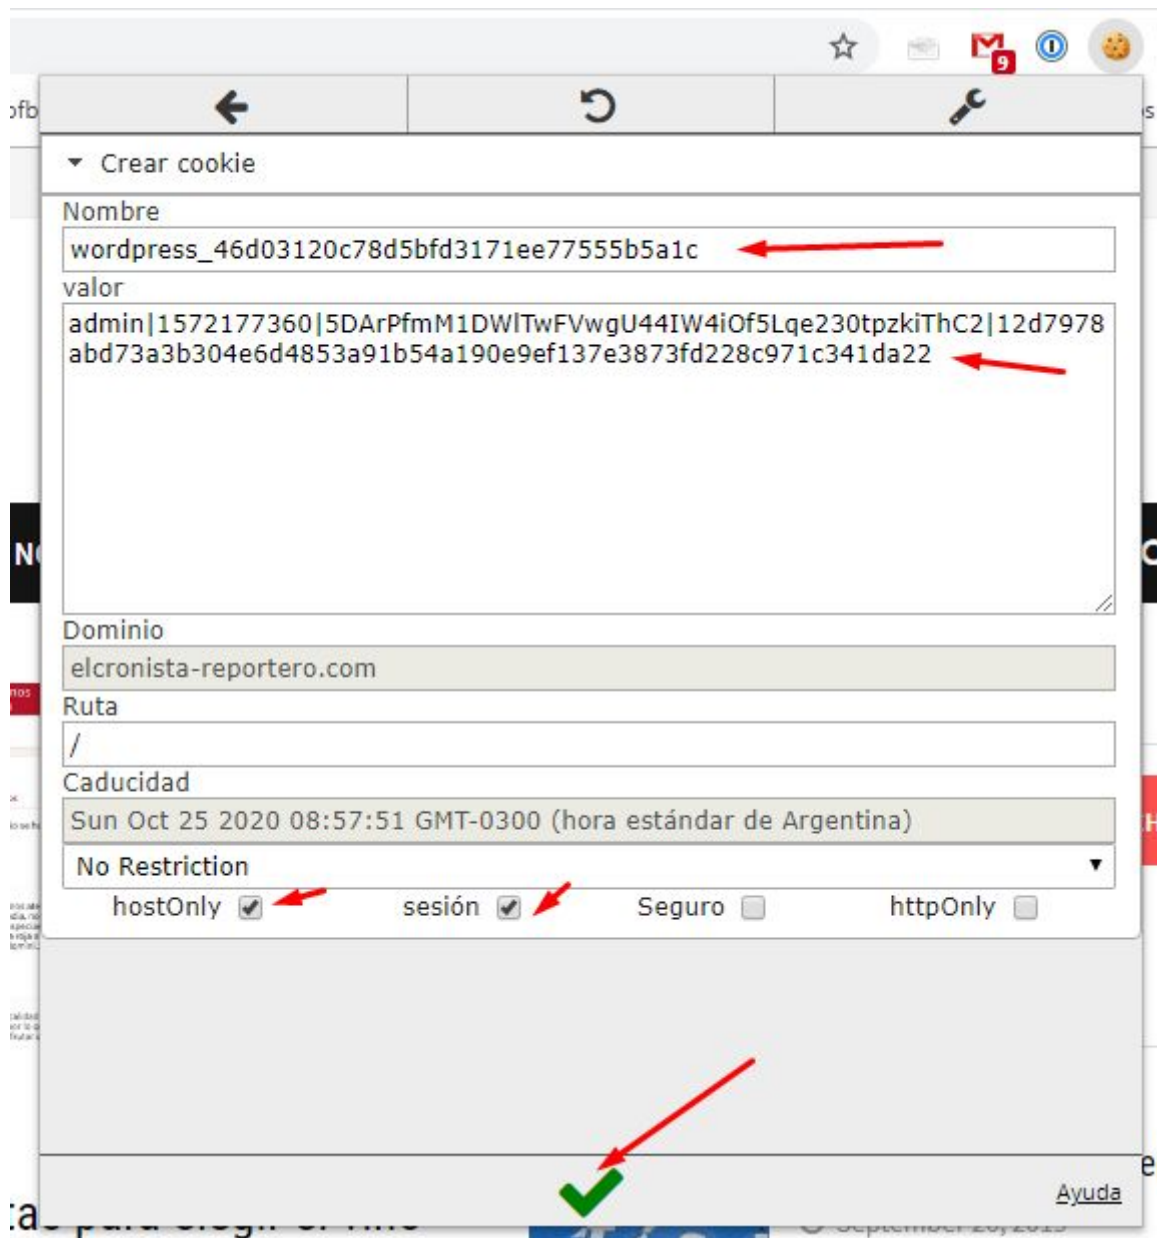 9
Crear cookie
Nombre
wordpress_46d03120c78d5bfd3171ee77555b5a1c
valor
admin|1572177360|5DArPfmM1DWlTwFVwgU44IW4iOf5Lqe230tpzkiThC2|12d7978
abd73a3b304e6d4853a91b54a190e9ef137e3873fd228c971c341da22
Dominio
elcronista-reportero.com
Ruta
/
Caducidad
Sun Oct 25 2020 08:57:51 GMT-0300 (hora estándar de Argentina)
No Restriction
hostOnly sesión Seguro httpOnly
Ayuda